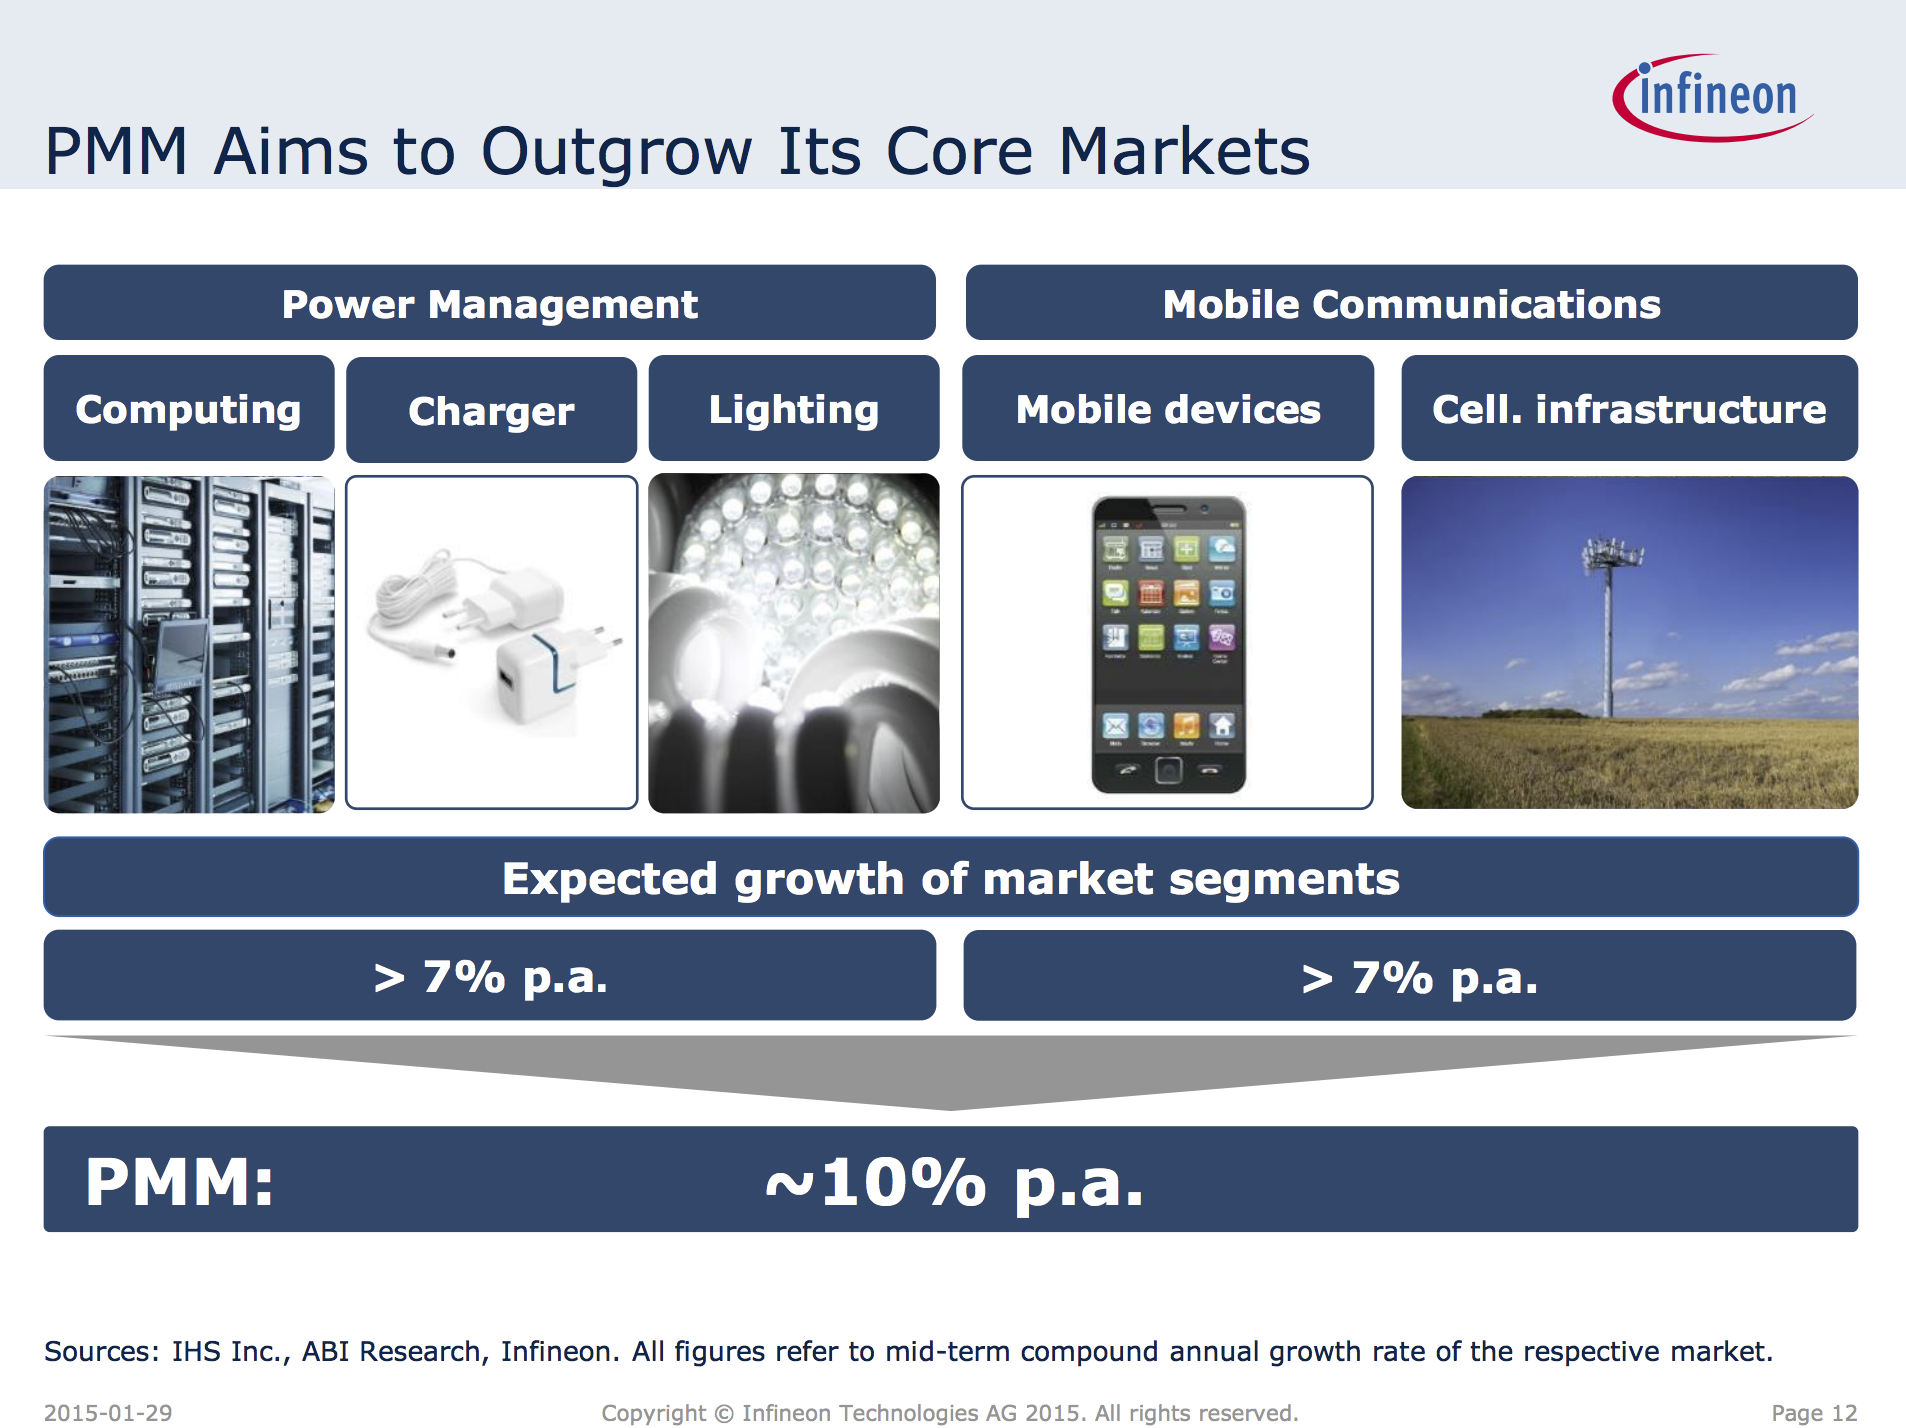 infineon
PMM Aims to Outgrow Its Core Markets
Power Management
Mobile Communications
Computing
Charger
Lighting
Mobile devices
Cell. infrastructure
Expected growth of market segments
> 7% p.a.
> 7% p.a.
PMM:
~10% p.a.
Sources: IHS Inc., ABI Research, Infineon. All figures refer to mid-term compound annual growth rate of the respective market.
2015-01-29
Copyright © Infineon Technologies AG 2015. All rights reserved.
Page 12